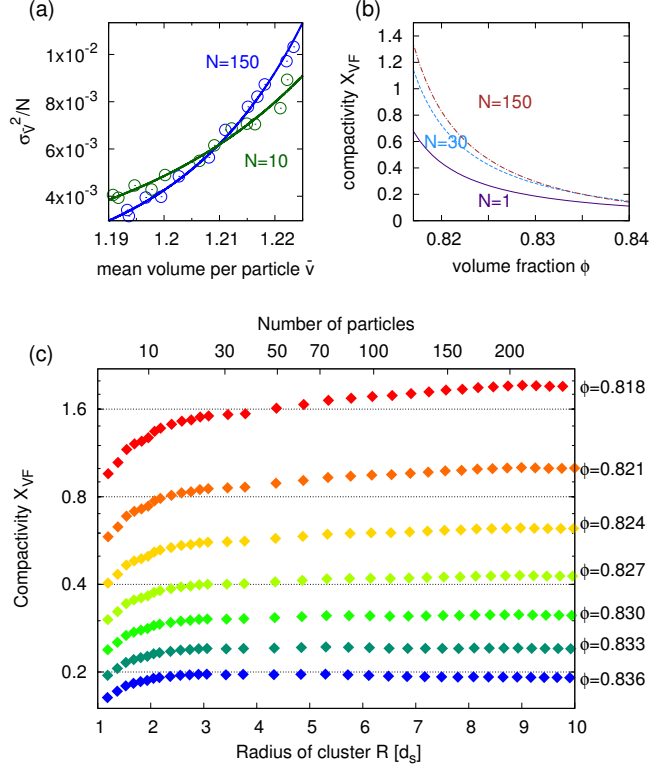 (a)
1x10⁻²
8x10⁻³
6x10⁻³
4x10⁻³
σ_v̄²/N
N=150
N=10
1.19 1.2 1.21 1.22
mean volume per particle v̄
(b)
1.4
1.2
1
0.8
0.6
0.4
0.2
0
compactivity X_VF
N=150
N=30
N=1
0.82 0.83 0.84
volume fraction ϕ
(c)
Number of particles
10 30 50 70 100 150 200
1.6
0.8
0.4
0.2
Compactivity X_VF
ϕ=0.818
ϕ=0.821
ϕ=0.824
ϕ=0.827
ϕ=0.830
ϕ=0.833
ϕ=0.836
1 2 3 4 5 6 7 8 9 10
Radius of cluster R [d_s]